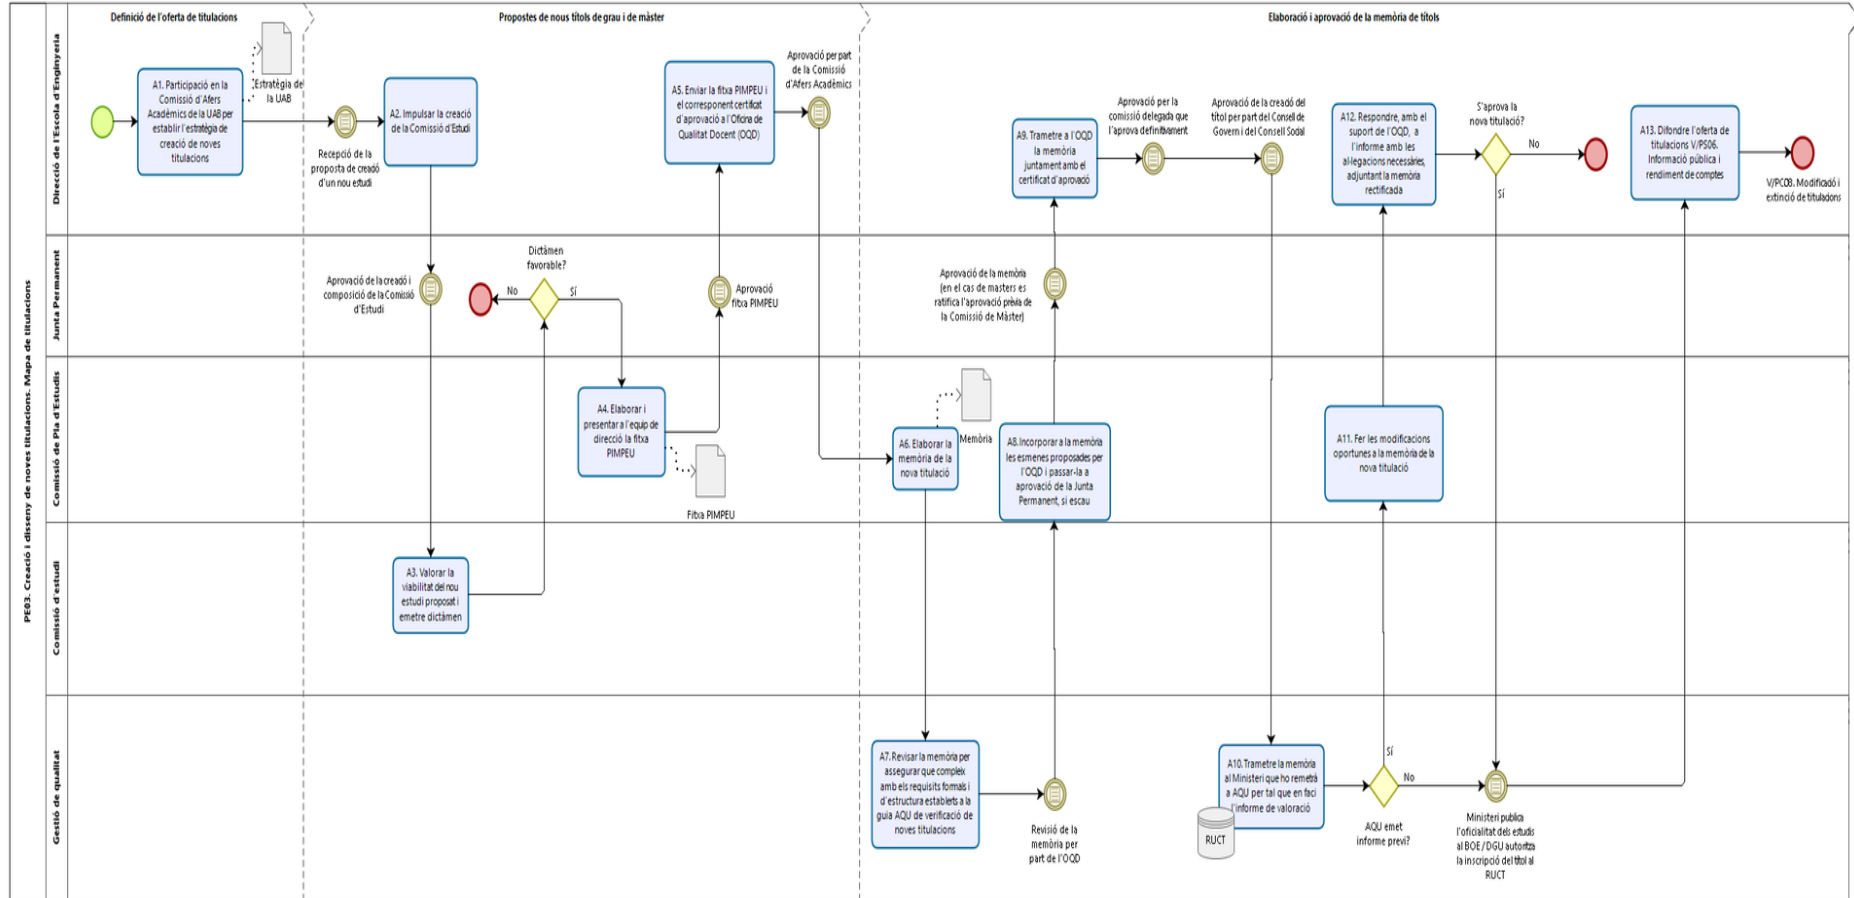 PE03. Creació i disseny de noves titulacions. Mapa de titulacions
Definició de l'oferta de titulacions
Propostes de nous títols de grau i de màster
Elaboració i aprovació de la memòria de títols
Direcció de l'Escola d'Enginyeria
A1. Participació en la
Comissió d'Afers
Acadèmics de la UAB per
establir l'estratègia de
creació de noves
titulacions
Estratègia de
la UAB
Recepció de la
proposta de creació
d'un nou estudi
A2. Impulsar la creació
de la Comissió d'Estudi
A5. Enviar la fitxa PIMPEU i
el corresponent certificat
d'aprovació a l'Oficina de
Qualitat Docent (OQD)
Aprovació per part
de la Comissió
d'Afers Acadèmics
A9. Trametre a l'OQD
la memòria
juntament amb el
certificat d'aprovació
Aprovació per la
comissió delegada que
l'aprova definitivament
Aprovació de la creació del
títol per part del Consell de
Govern i del Consell Social
A12. Respondre, amb el
suport de l'OQD, a
l'informe amb les
al·legacions necessàries,
adjuntant la memòria
rectificada
S'aprova la
nova titulació?
No
Sí
A13. Difondre l'oferta de
titulacions V/PS06.
Informació pública i
rendiment de comptes
V/PC08. Modificació i
extinció de titulacions
Junta Permanent
Aprovació de la creació i
composició de la Comissió
d'Estudi
Dictàmen
favorable?
No
Sí
Aprovació
fitxa PIMPEU
Aprovació de la memòria
(en el cas de masters es
ratifica l'aprovació prèvia de
la Comissió de Màster)
Comissió de Pla d'Estudis
A4. Elaborar i
presentar a l'equip de
direcció la fitxa
PIMPEU
Fitxa PIMPEU
A6. Elaborar la
memòria de la
nova titulació
Memòria
A8. Incorporar a la memòria
les esmenes proposades per
l'OQD i passar-la a
aprovació de la Junta
Permanent, si escau
A11. Fer les modificacions
oportunes a la memòria de la
nova titulació
Comissió d'estudi
A3. Valorar la
viabilitat del nou
estudi proposat i
emetre dictàmen
Gestió de qualitat
A7. Revisar la memòria per
assegurar que compleix
amb els requisits formals i
d'estructura establerts a la
guia AQU de verificació de
noves titulacions
Revisió de la
memòria per
part de l'OQD
A10. Trametre la memòria
al Ministeri que ho remetrà
a AQU per tal que en faci
l'informe de valoració
RUCT
Sí
No
AQU emet
informe previ?
Ministeri publica
l'oficialitat dels estudis
al BOE / DGU autoritza
la inscripció del títol al
RUCT